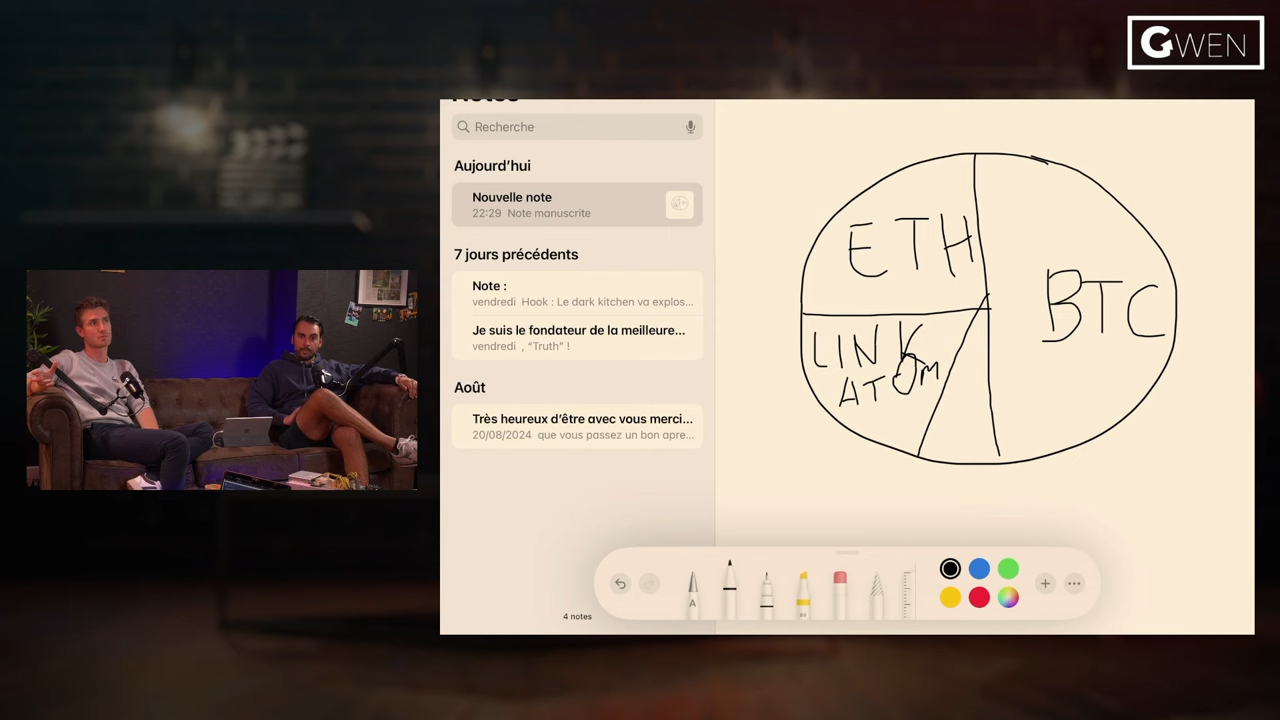 GWEN
Notes
Recherche
Aujourd’hui
Nouvelle note
22:29 Note manuscrite
7 jours précédents
Note :
vendredi Hook : Le dark kitchen va explos...
Je suis le fondateur de la meilleure...
vendredi , “Truth” !
Août
Très heureux d’être avec vous merci...
20/08/2024 que vous passez un bon apre...
4 notes
ETH
BTC
LINK
ATOM
A